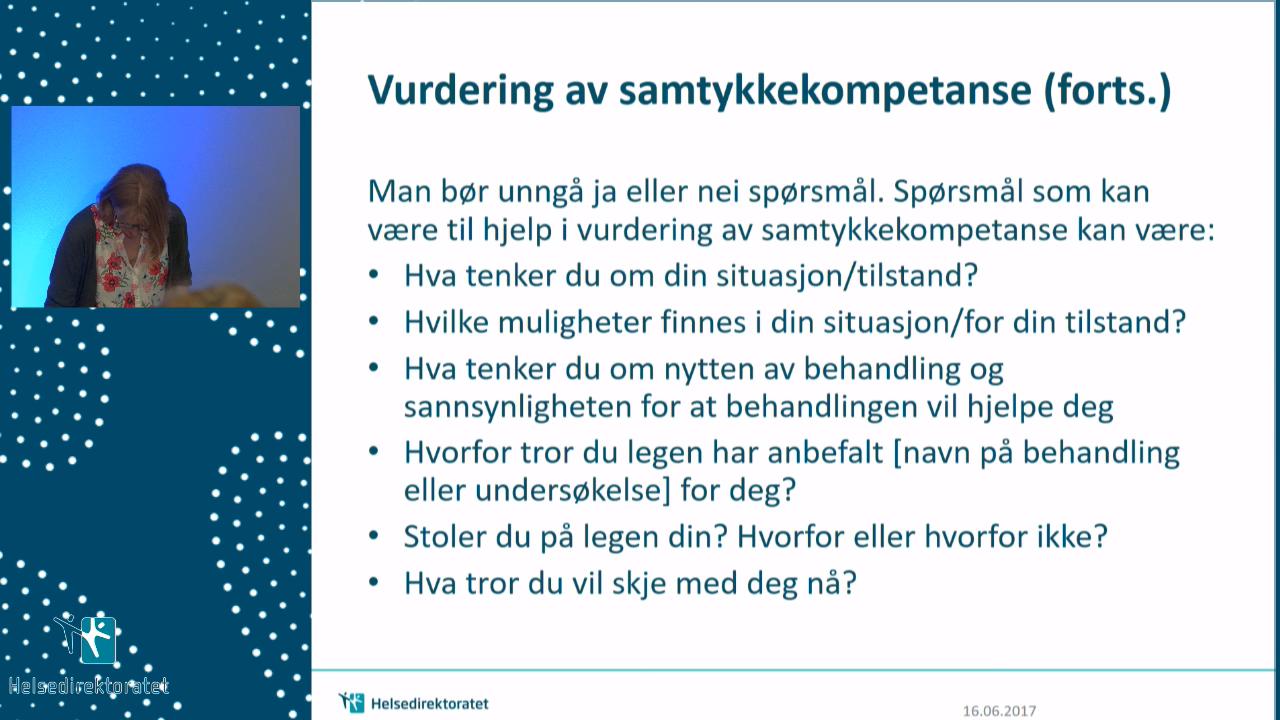 Vurdering av samtykkekompetanse (forts.)
Man bør unngå ja eller nei spørsmål. Spørsmål som kan
være til hjelp i vurdering av samtykkekompetanse kan være:
• Hva tenker du om din situasjon/tilstand?
• Hvilke muligheter finnes i din situasjon/for din tilstand?
• Hva tenker du om nytten av behandling og
sannsynligheten for at behandlingen vil hjelpe deg
• Hvorfor tror du legen har anbefalt [navn på behandling
eller undersøkelse] for deg?
• Stoler du på legen din? Hvorfor eller hvorfor ikke?
• Hva tror du vil skje med deg nå?
Helsedirektoratet
Helsedirektoratet
16.06.2017